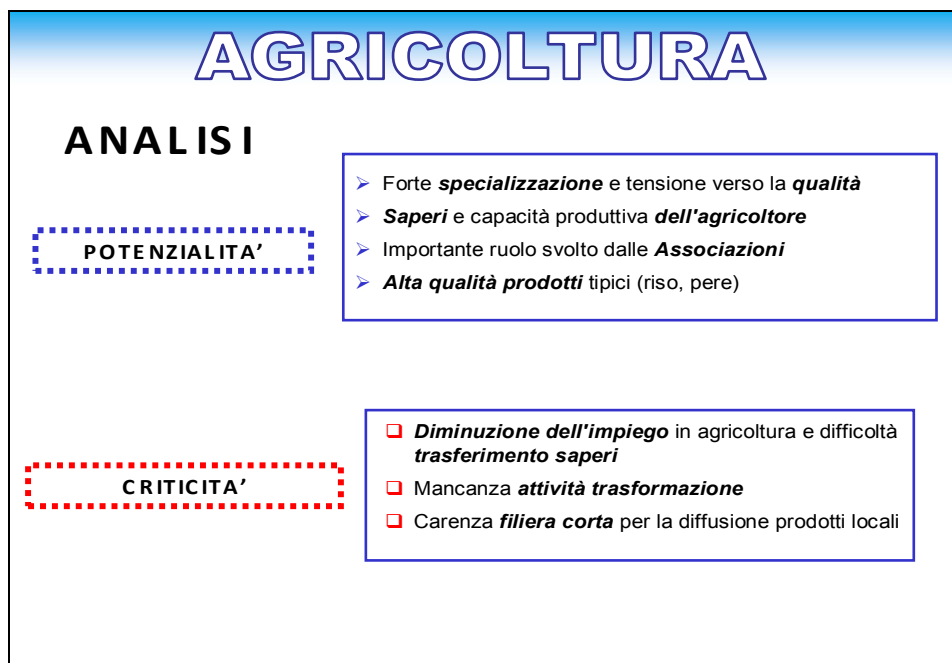 AGRICOLTURA
ANALISI
POTENZIALITA’
Forte specializzazione e tensione verso la qualità
Saperi e capacità produttiva dell'agricoltore
Importante ruolo svolto dalle Associazioni
Alta qualità prodotti tipici (riso, pere)
CRITICITA’
Diminuzione dell'impiego in agricoltura e difficoltà
trasferimento saperi
Mancanza attività trasformazione
Carenza filiera corta per la diffusione prodotti locali